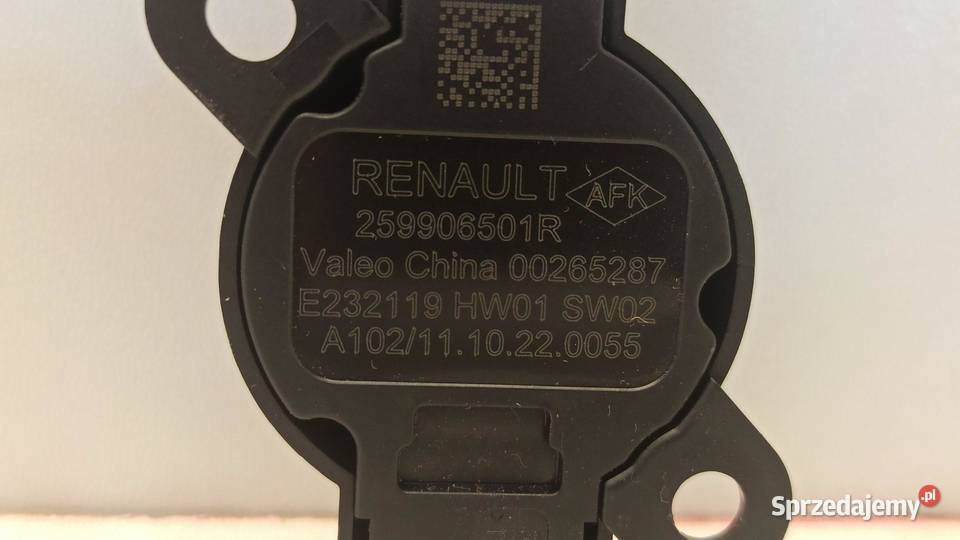 RENAULT AFK
259906501R
Valeo China 00265287
E232119 HW01 SW02
A102/11.10.22.0055
Sprzedajemy.pl